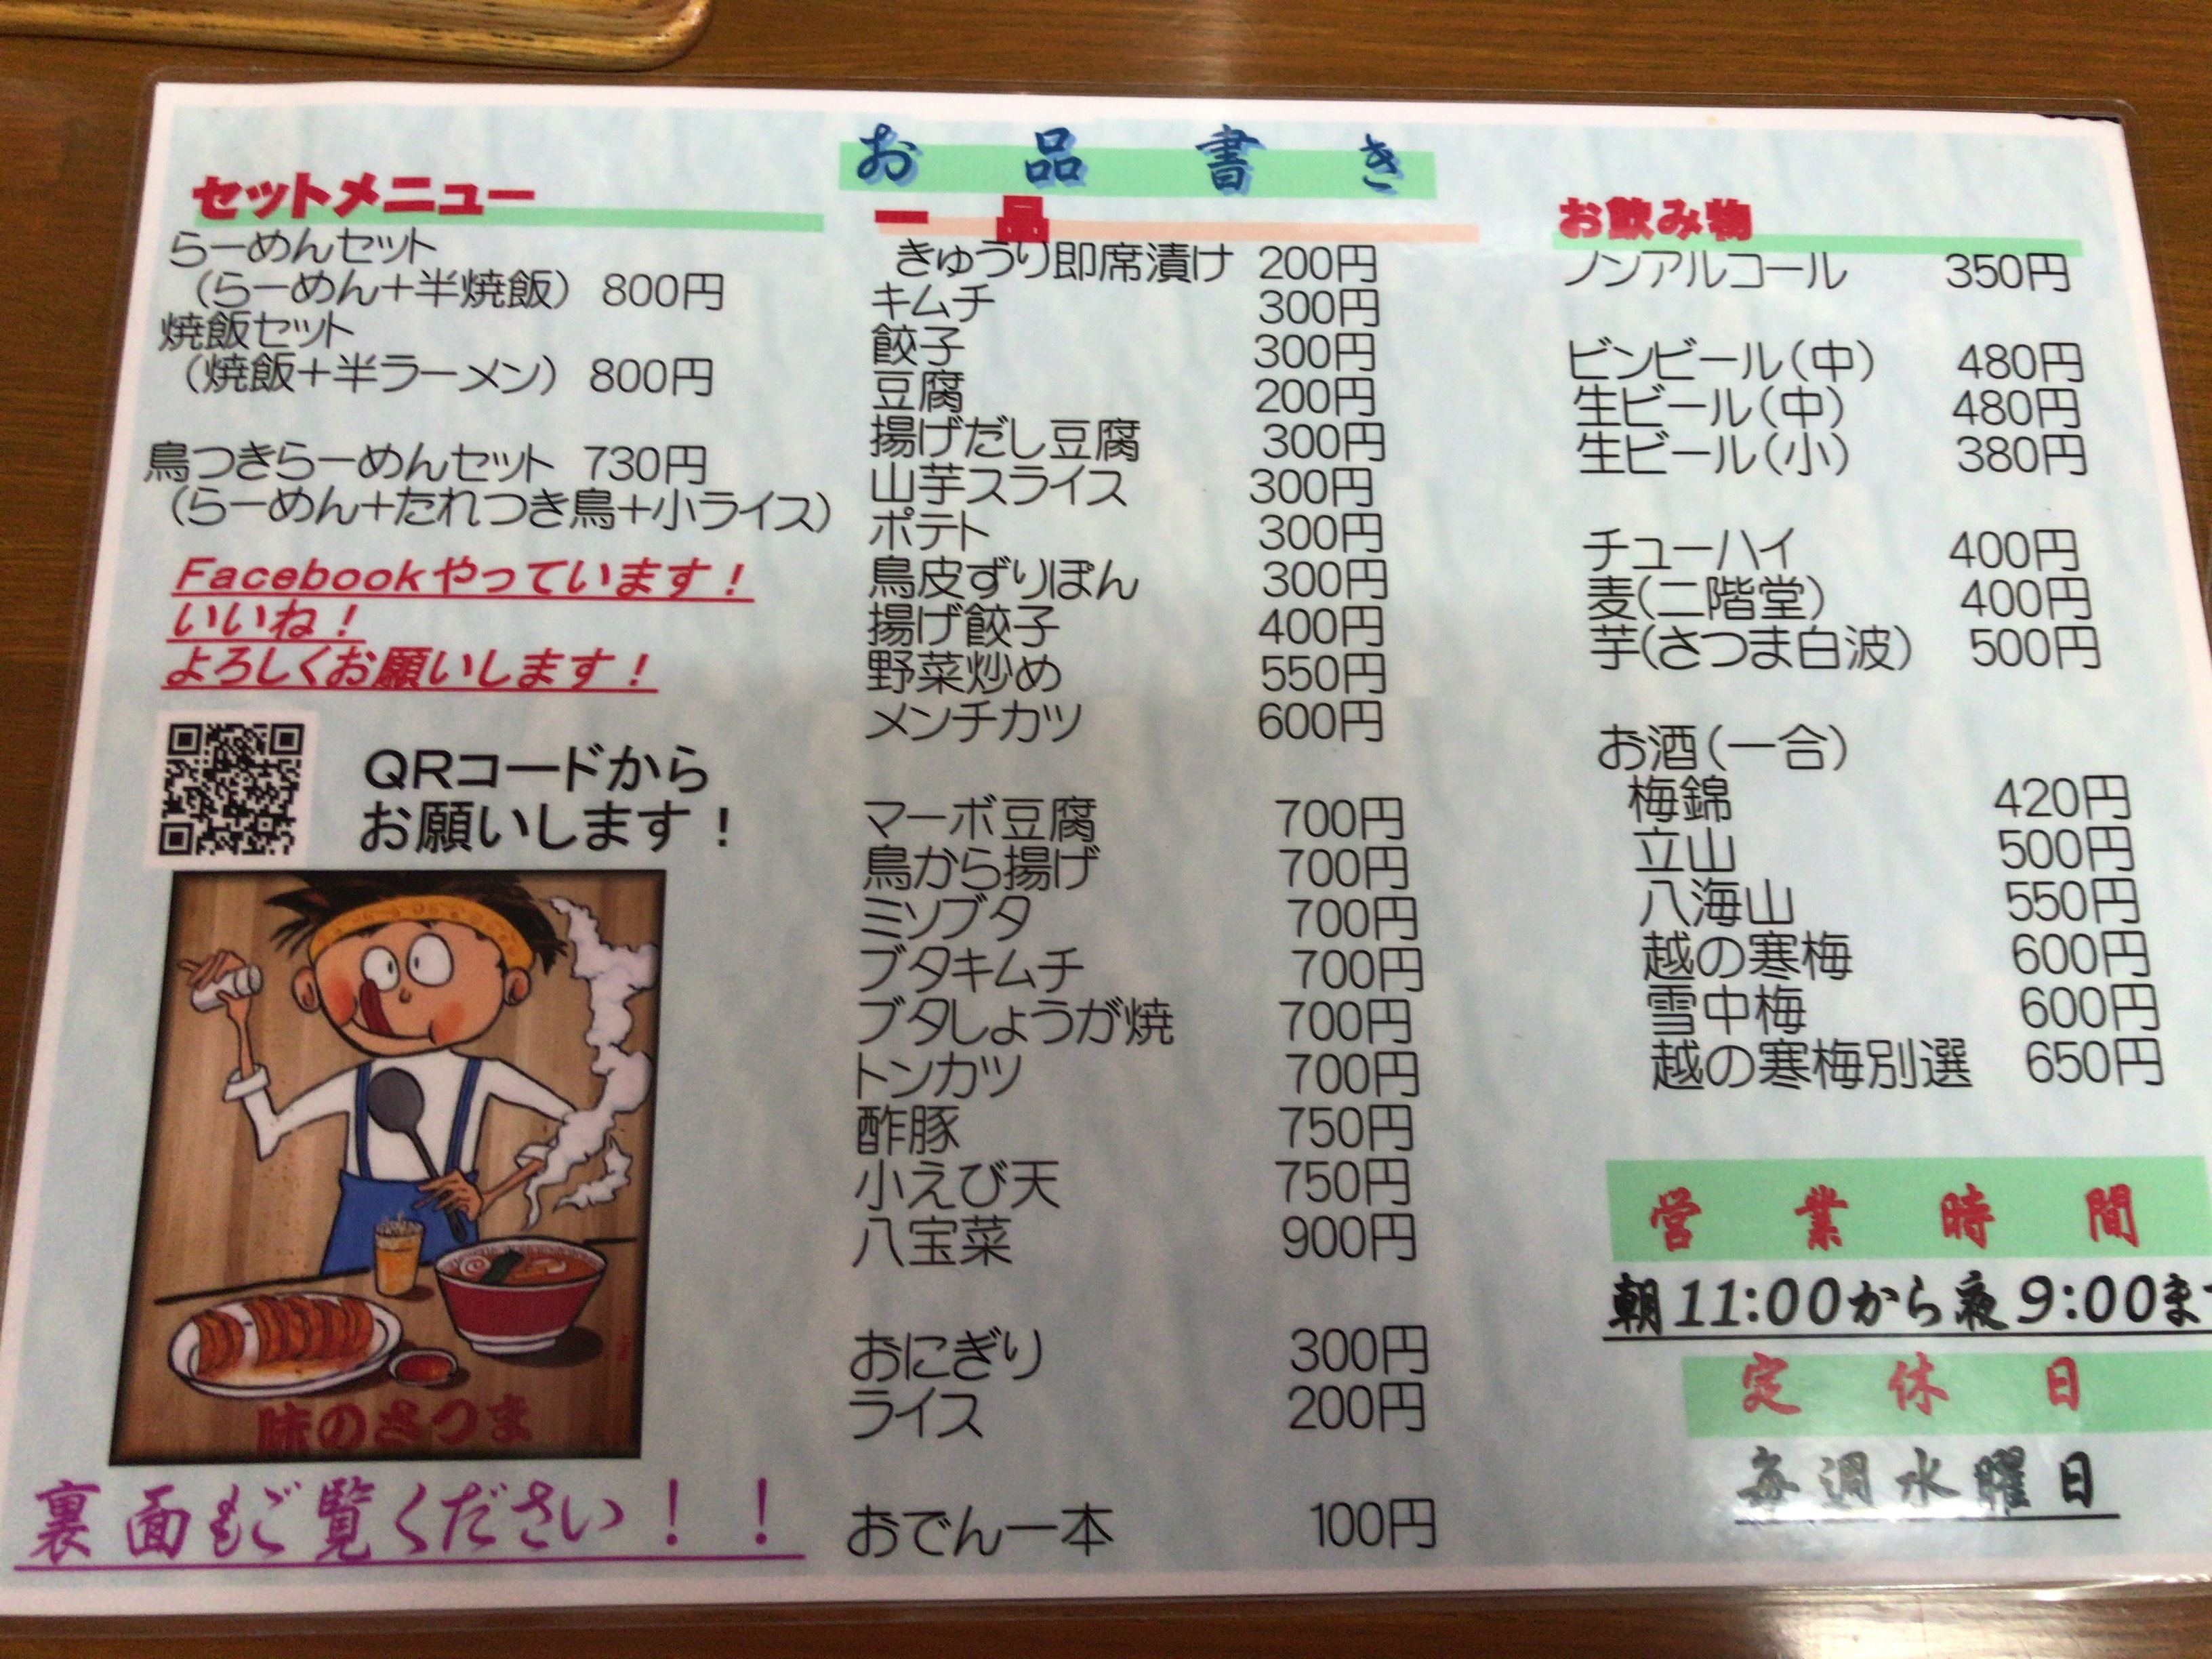 お品書き
セットメニュー
らーめんセット
（らーめん＋半焼飯） 800円
焼飯セット
（焼飯＋半ラーメン） 800円
鳥つきらーめんセット 730円
（らーめん＋たれつき鳥＋小ライス）
Facebookやっています！
いいね！
よろしくお願いします！
QRコードから
お願いします！
味のさつま
裏面もご覧ください！！
一品
きゅうり即席漬け 200円
キムチ 300円
餃子 300円
豆腐 200円
揚げだし豆腐 300円
山芋スライス 300円
ポテト 300円
鳥皮ずりぽん 300円
揚げ餃子 400円
野菜炒め 550円
メンチカツ 600円
マーボ豆腐 700円
鳥から揚げ 700円
ミソブタ 700円
ブタキムチ 700円
ブタしょうが焼 700円
トンカツ 700円
酢豚 750円
小えび天 750円
八宝菜 900円
おにぎり 300円
ライス 200円
おでん一本 100円
お飲み物
ノンアルコール 350円
ビンビール（中） 480円
生ビール（中） 480円
生ビール（小） 380円
チューハイ 400円
麦（二階堂） 400円
芋（さつま白波） 500円
お酒（一合）
梅錦 420円
立山 500円
八海山 550円
越の寒梅 600円
雪中梅 600円
越の寒梅別選 650円
営業時間
朝11:00から夜9:00ま
定休日
毎週水曜日